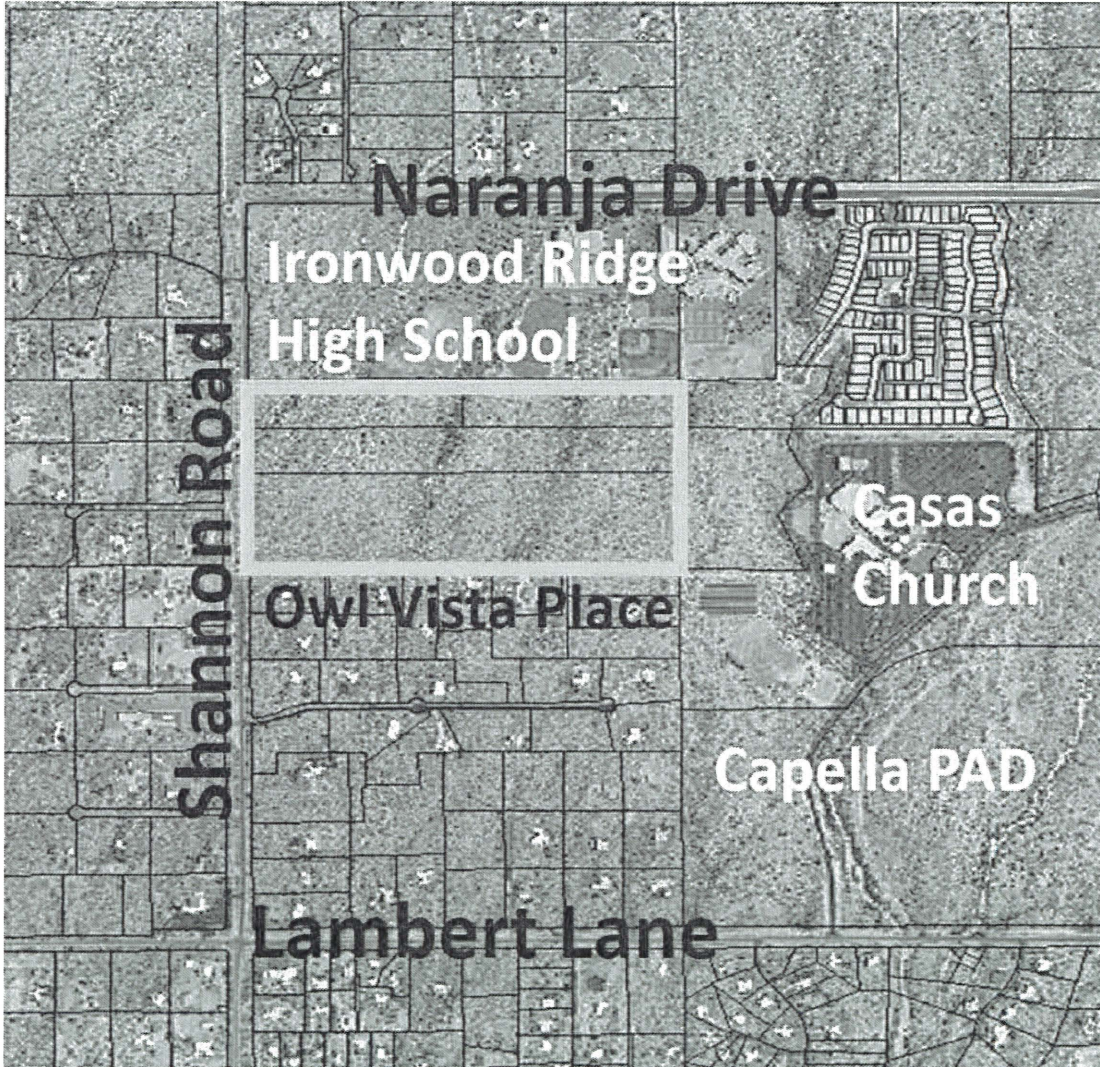 Naranja Drive
Ironwood Ridge
High School
Shannon Road
Casas
Church
Owl Vista Place
Capella PAD
Lambert Lane